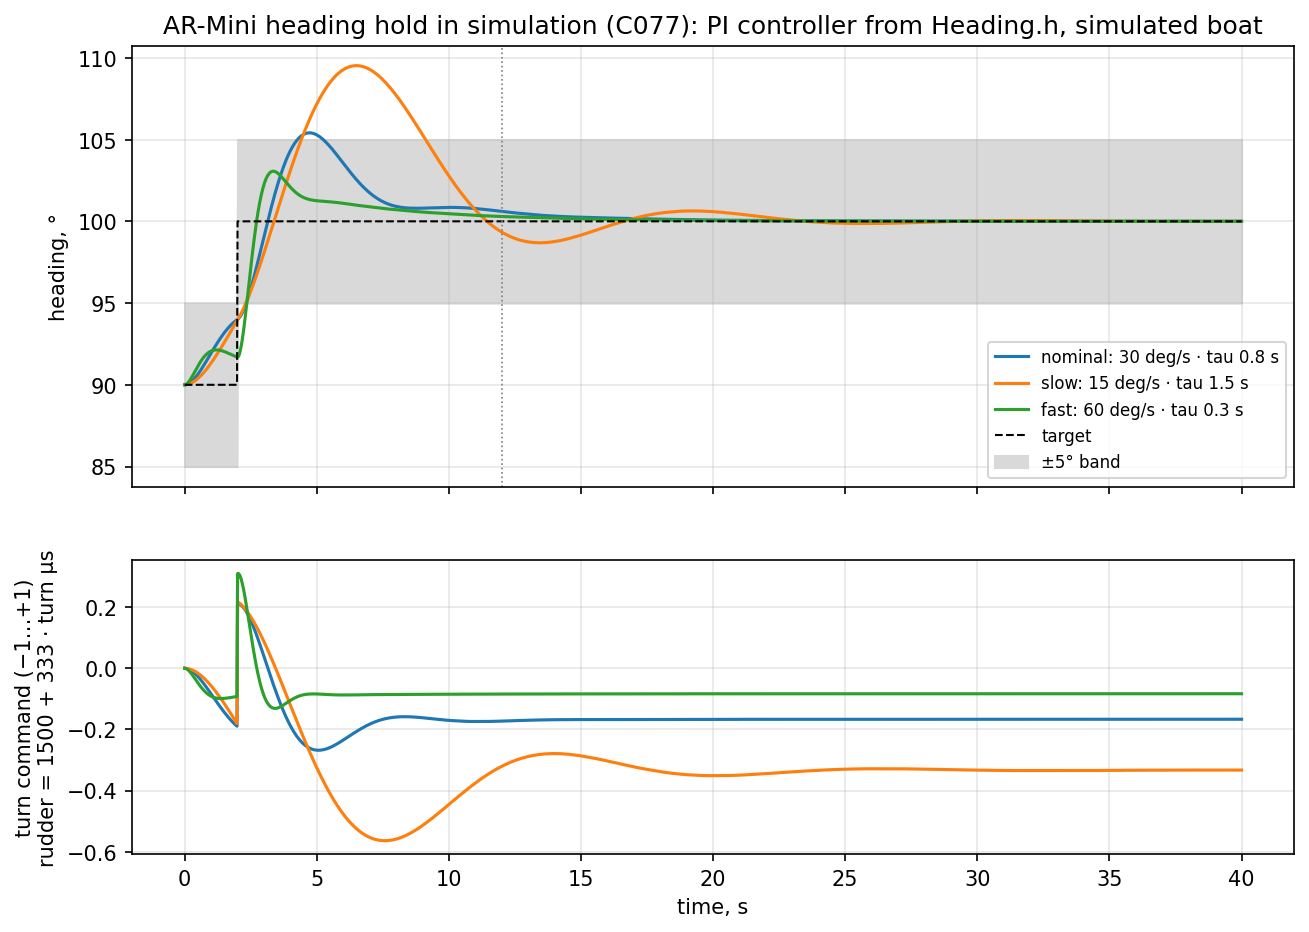 AR-Mini heading hold in simulation (C077): PI controller from Heading.h, simulated boat
110
105
100
95
90
85
heading, °
nominal: 30 deg/s · tau 0.8 s
slow: 15 deg/s · tau 1.5 s
fast: 60 deg/s · tau 0.3 s
target
±5° band
turn command (−1…+1)
rudder = 1500 + 333 · turn µs
0.2
0.0
−0.2
−0.4
−0.6
0
5
10
15
20
25
30
35
40
time, s